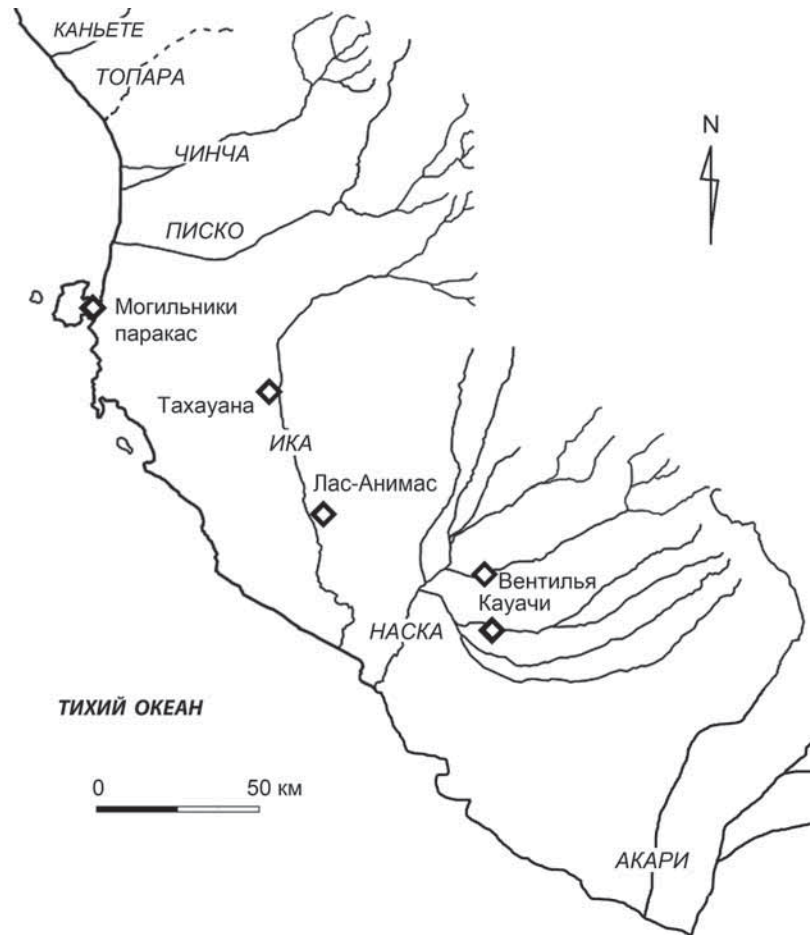 КАНЬЕТЕ
ТОПАРА
N
ЧИНЧА
ПИСКО
Могильники
паракас
Тахауана
ИКА
Лас-Анимас
Вентилья
Кауачи
НАСКА
ТИХИЙ ОКЕАН
0 50 км
АКАРИ